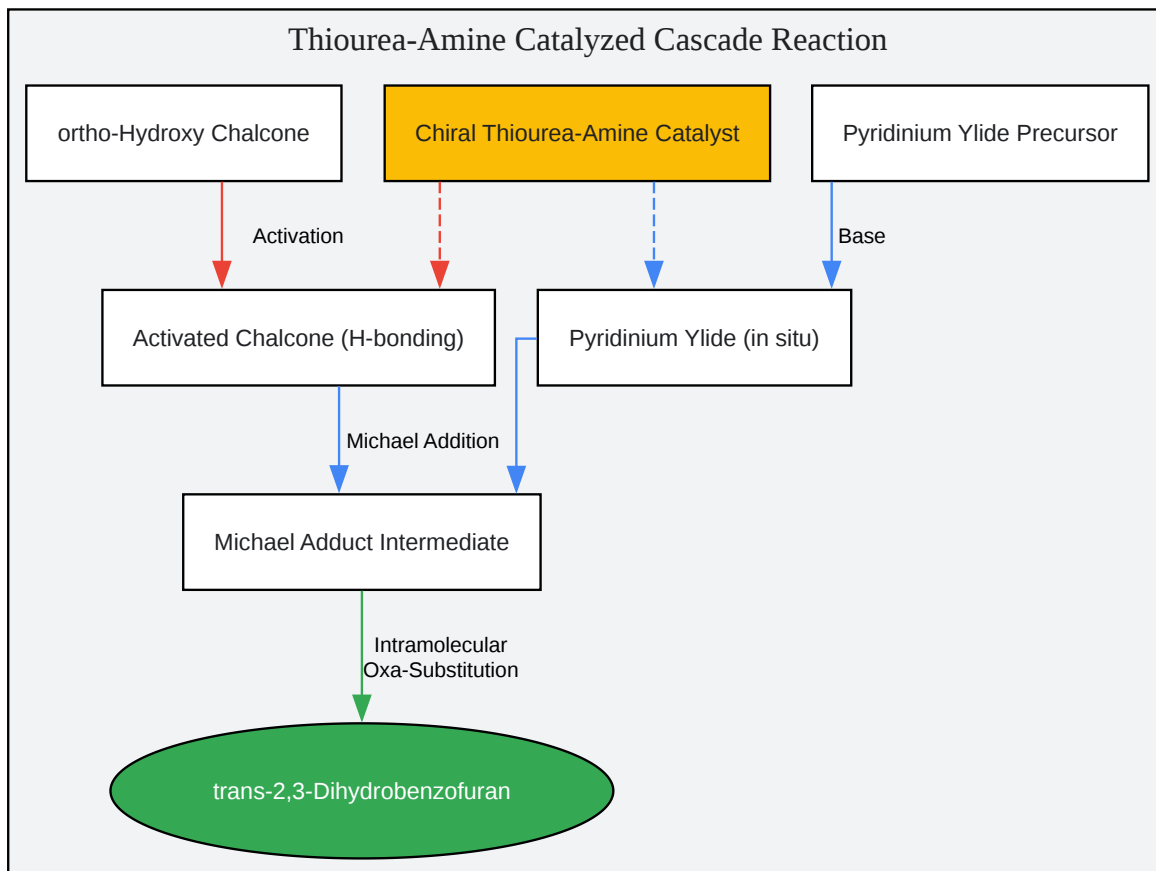 Thiourea-Amine Catalyzed Cascade Reaction
ortho-Hydroxy Chalcone
Chiral Thiourea-Amine Catalyst
Pyridinium Ylide Precursor
Activation
Base
Activated Chalcone (H-bonding)
Pyridinium Ylide (in situ)
Michael Addition
Michael Adduct Intermediate
Intramolecular
Oxa-Substitution
trans-2,3-Dihydrobenzofuran